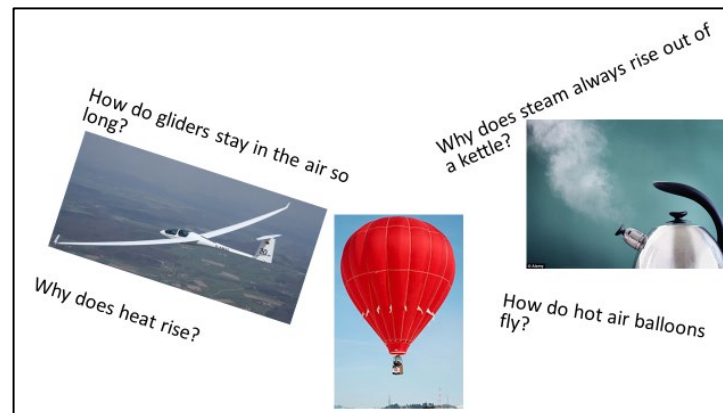 How do gliders stay in the air so
long?
Why does steam always rise out of
a kettle?
Why does heat rise?
How do hot air balloons
fly?
© Alamy